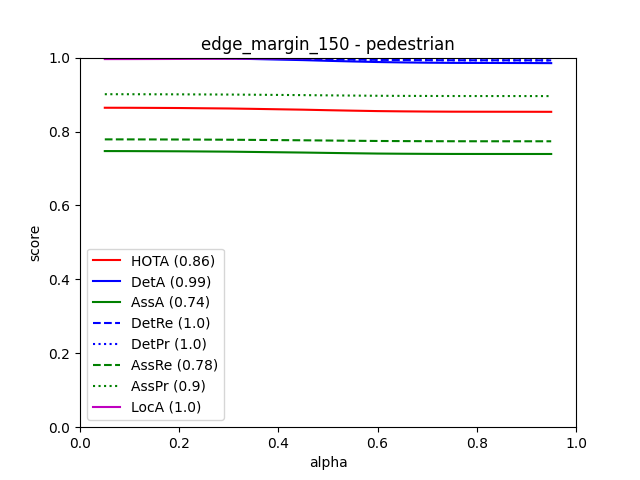 edge_margin_150 - pedestrian
1.0
0.8
0.6
0.4
0.2
0.0
score
HOTA (0.86)
DetA (0.99)
AssA (0.74)
DetRe (1.0)
DetPr (1.0)
AssRe (0.78)
AssPr (0.9)
LocA (1.0)
0.0 0.2 0.4 0.6 0.8 1.0
alpha